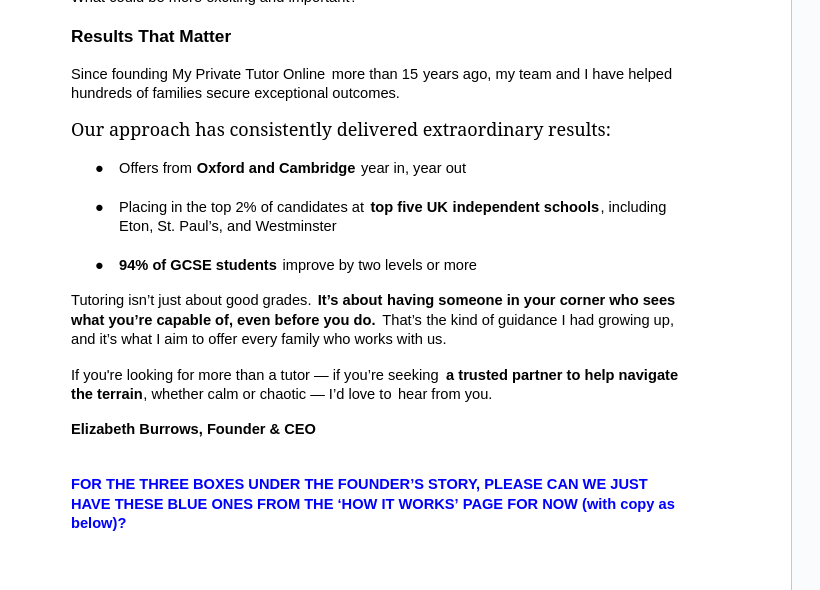 What could be more exciting and important?
Results That Matter
Since founding My Private Tutor Online more than 15 years ago, my team and I have helped
hundreds of families secure exceptional outcomes.
Our approach has consistently delivered extraordinary results:
● Offers from Oxford and Cambridge year in, year out
● Placing in the top 2% of candidates at top five UK independent schools, including
Eton, St. Paul’s, and Westminster
● 94% of GCSE students improve by two levels or more
Tutoring isn’t just about good grades. It’s about having someone in your corner who sees
what you’re capable of, even before you do. That’s the kind of guidance I had growing up,
and it’s what I aim to offer every family who works with us.
If you're looking for more than a tutor — if you’re seeking a trusted partner to help navigate
the terrain, whether calm or chaotic — I’d love to hear from you.
Elizabeth Burrows, Founder & CEO
FOR THE THREE BOXES UNDER THE FOUNDER’S STORY, PLEASE CAN WE JUST
HAVE THESE BLUE ONES FROM THE ‘HOW IT WORKS’ PAGE FOR NOW (with copy as
below)?